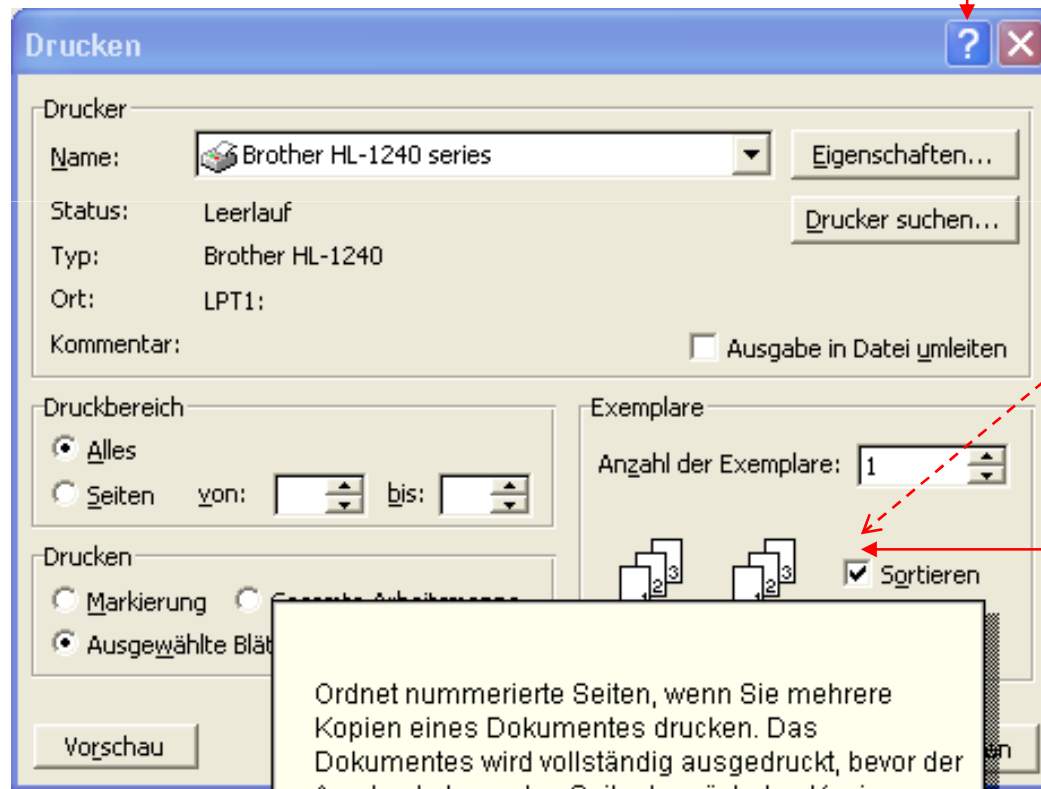 Drucken
?
Drucker
Name: Brother HL-1240 series Eigenschaften...
Status: Leerlauf Drucker suchen...
Typ: Brother HL-1240
Ort: LPT1:
Kommentar: Ausgabe in Datei umleiten
Druckbereich
Alles
Seiten von: bis:
Exemplare
Anzahl der Exemplare: 1
2 3 2 3 Sortieren
Drucken
Markierung
Ausgewählte
Ordnet nummerierte Seiten, wenn Sie mehrere
Kopien eines Dokumentes drucken. Das
Dokumentes wird vollständig ausgedruckt, bevor der
Vorschau